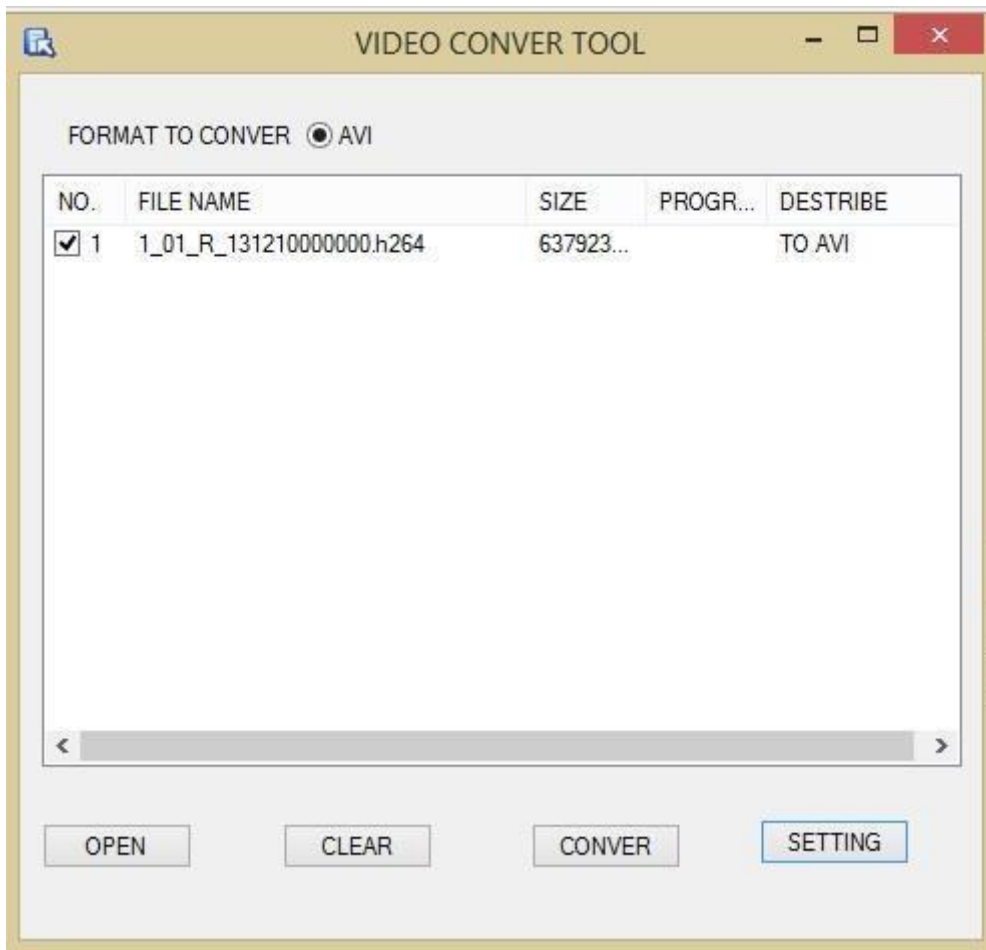 VIDEO CONVER TOOL
FORMAT TO CONVER AVI
NO. FILE NAME SIZE PROGR... DESTRIBE
1 1_01_R_131210000000.h264 637923... TO AVI
OPEN CLEAR CONVER SETTING